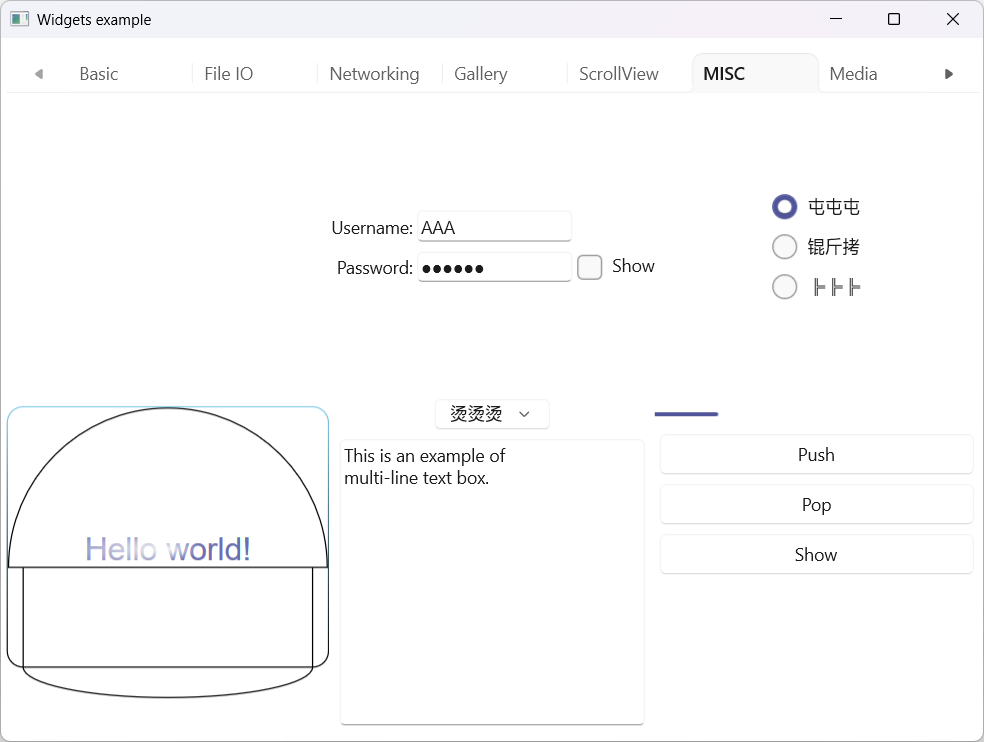 Widgets example
Basic
File IO
Networking
Gallery
ScrollView
MISC
Media
Username: AAA
Password: ●●●●●●
Show
屯屯屯
锟斤拷
╠╠╠
烫烫烫
This is an example of
multi-line text box.
Push
Pop
Show
Hello world!